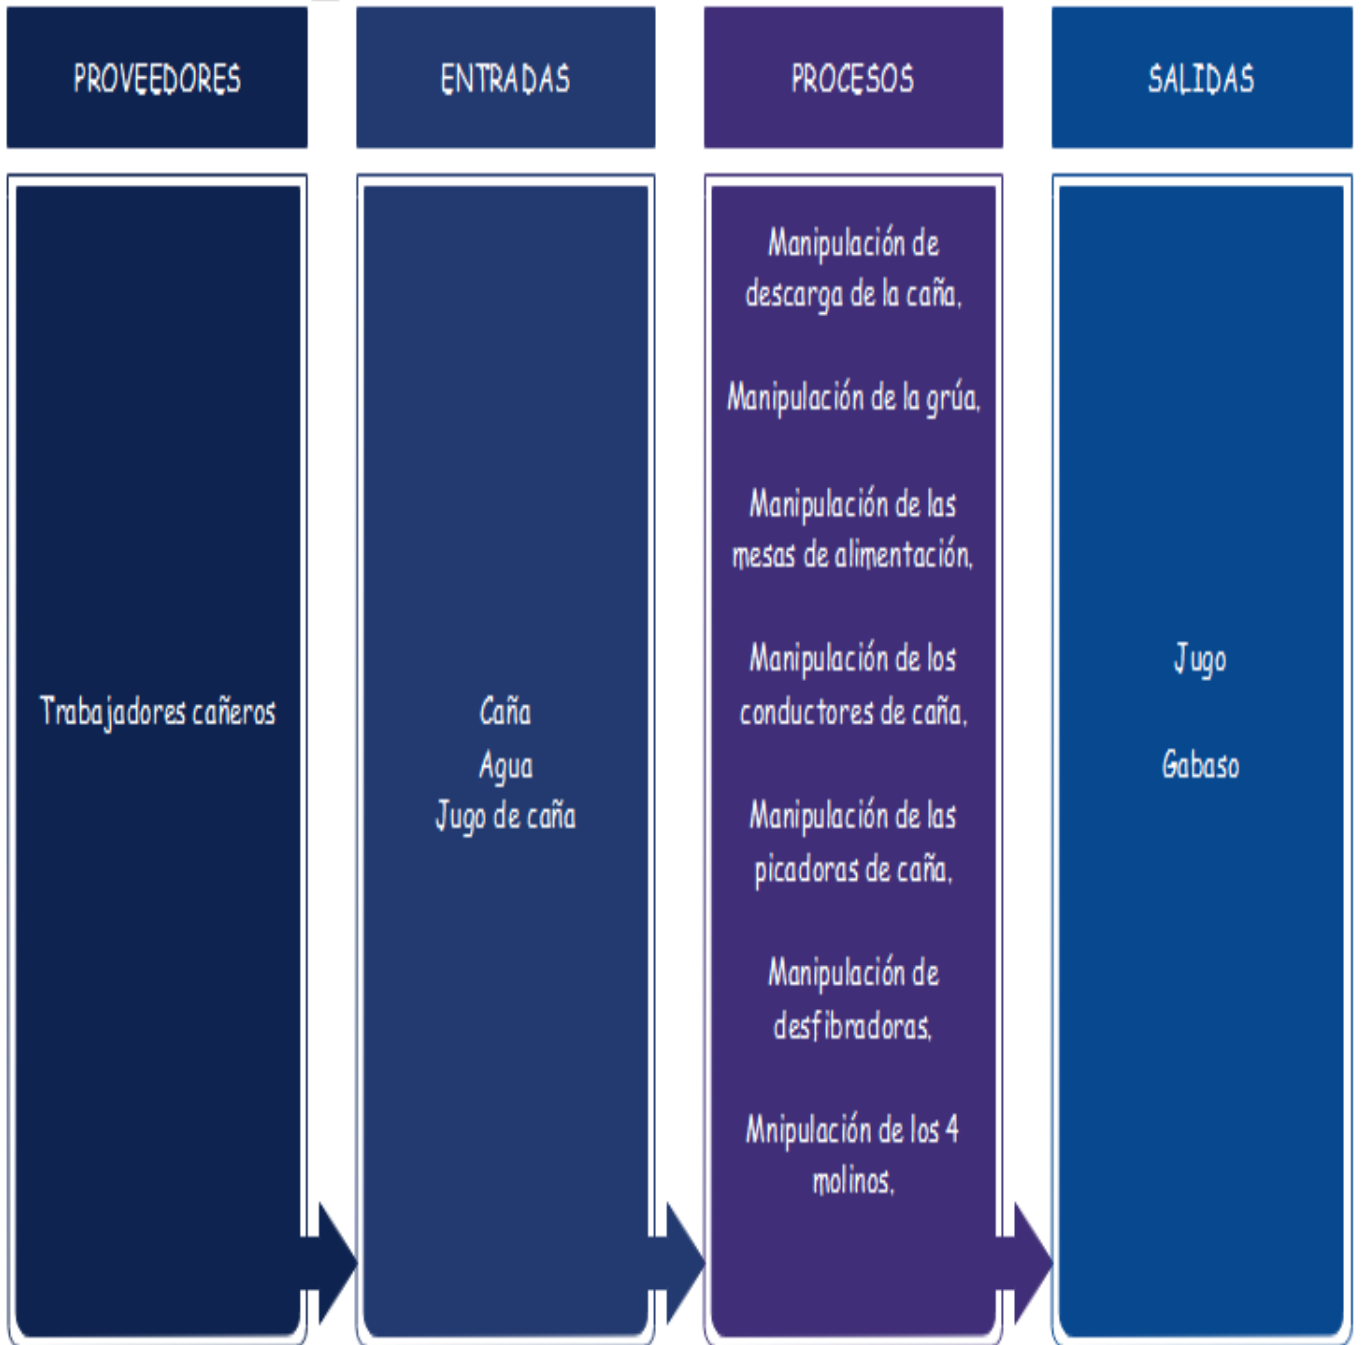 PROVEEDORES
ENTRADAS
PROCESOS
SALIDAS
Trabajadores cañeros
Caña
Agua
Jugo de caña
Manipulación de
descarga de la caña,
Manipulación de la grúa,
Manipulación de las
mesas de alimentación,
Manipulación de los
conductores de caña,
Manipulación de las
picadoras de caña,
Manipulación de
desfibradoras,
Mnipulación de los 4
molinos,
Jugo
Gabaso